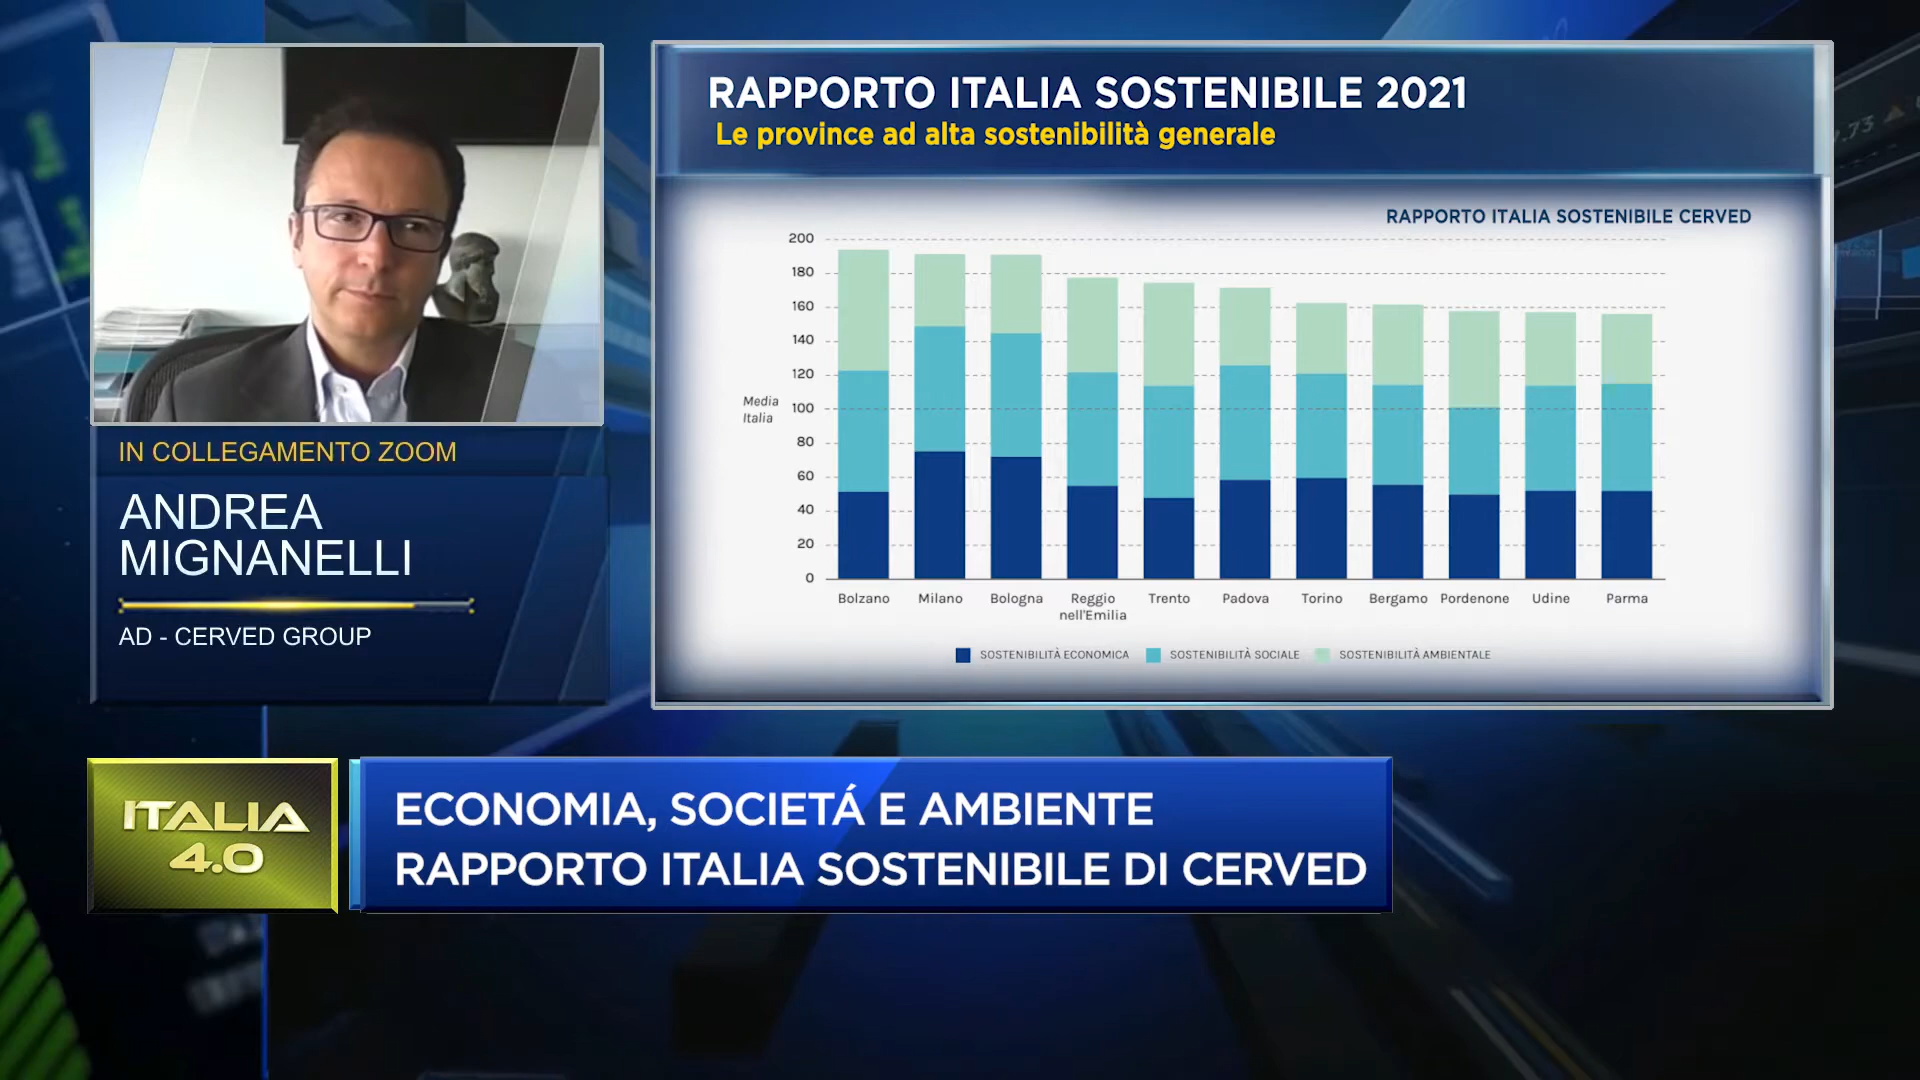 IN COLLEGAMENTO ZOOM
ANDREA
MIGNANELLI
AD - CERVED GROUP
RAPPORTO ITALIA SOSTENIBILE 2021
Le province ad alta sostenibilità generale
RAPPORTO ITALIA SOSTENIBILE CERVED
200
180
160
140
120
Media
Italia
100
80
60
40
20
0
Bolzano Milano Bologna Reggio nell'Emilia Trento Padova Torino Bergamo Pordenone Udine Parma
SOSTENIBILITÀ ECONOMICA SOSTENIBILITÀ SOCIALE SOSTENIBILITÀ AMBIENTALE
ITALIA
4.0
ECONOMIA, SOCIETÁ E AMBIENTE
RAPPORTO ITALIA SOSTENIBILE DI CERVED